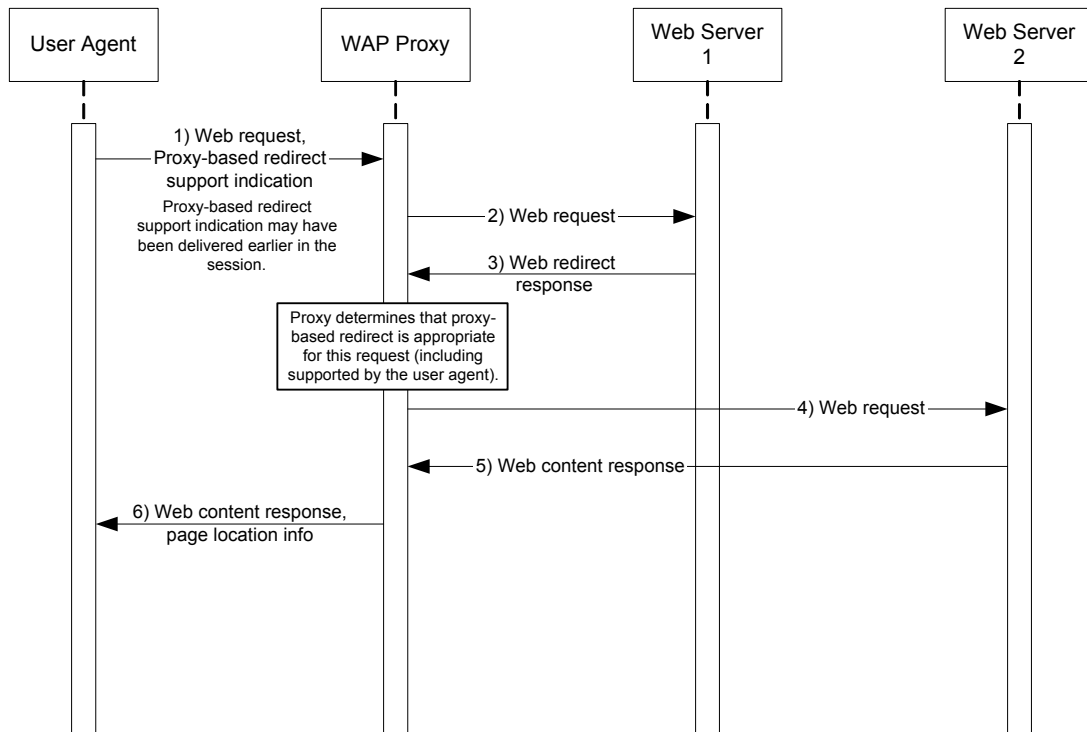 User Agent
WAP Proxy
Web Server
1
Web Server
2
1) Web request,
Proxy-based redirect
support indication
Proxy-based redirect
support indication may have
been delivered earlier in the
session.
2) Web request
3) Web redirect
response
Proxy determines that proxy-
based redirect is appropriate
for this request (including
supported by the user agent).
4) Web request
5) Web content response
6) Web content response,
page location info